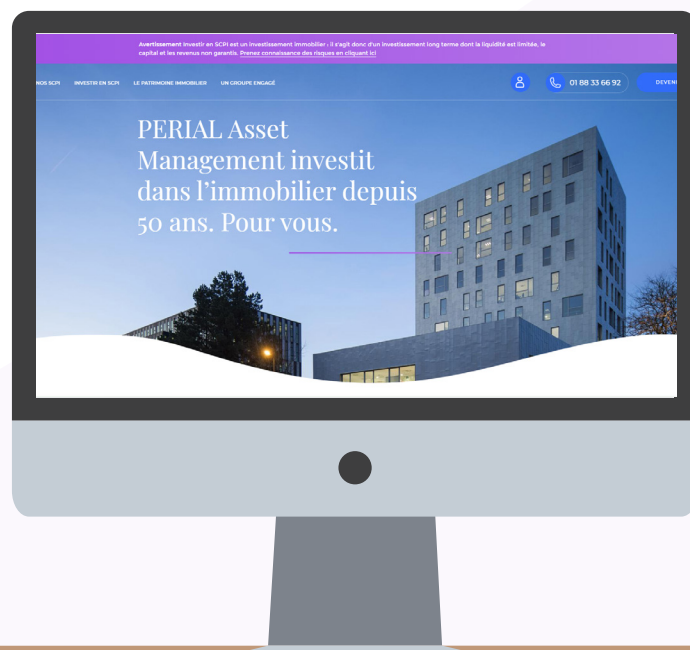 Avertissement Investir en SCPI est un investissement immobilier : il s'agit donc d'un investissement long terme dont la liquidité est limitée, le
capital et les revenus non garantis. Prenez connaissance des risques en cliquant ici
NOS SCPI INVESTIR EN SCPI LE PATRIMOINE IMMOBILIER UN GROUPE ENGAGÉ 01 88 33 66 92 DEVEN
PERIAL Asset
Management investit
dans l'immobilier depuis
50 ans. Pour vous.